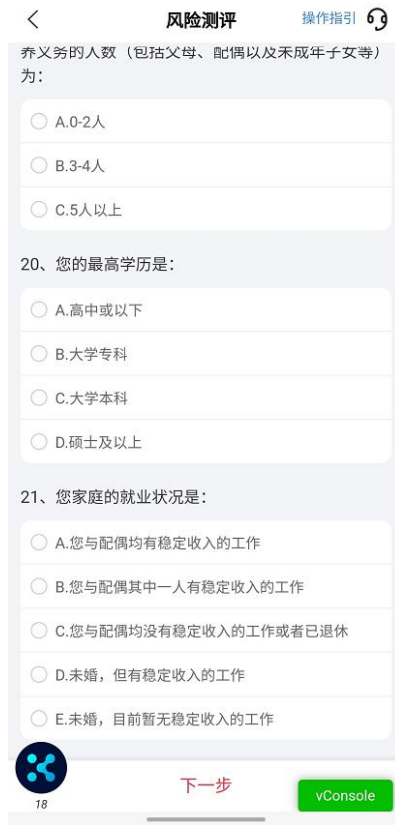 风险测评
操作指引
养义务的人数（包括父母、配偶以及未成年子女等）
为：
A.0-2人
B.3-4人
C.5人以上
20、您的最高学历是：
A.高中或以下
B.大学专科
C.大学本科
D.硕士及以上
21、您家庭的就业状况是：
A.您与配偶均有稳定收入的工作
B.您与配偶其中一人有稳定收入的工作
C.您与配偶均没有稳定收入的工作或者已退休
D.未婚，但有稳定收入的工作
E.未婚，目前暂无稳定收入的工作
18
下一步
vConsole